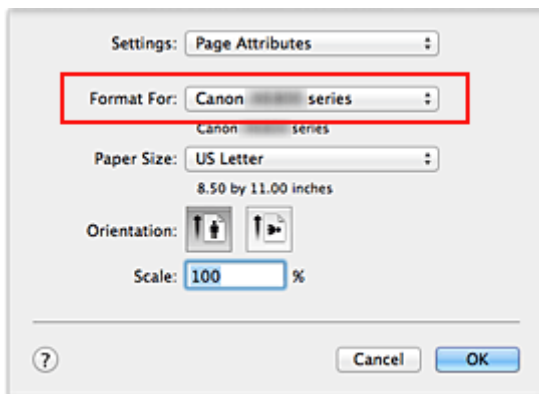 Settings: Page Attributes
Format For: Canon series
Canon series
Paper Size: US Letter
8.50 by 11.00 inches
Orientation:
Scale: 100 %
? Cancel OK